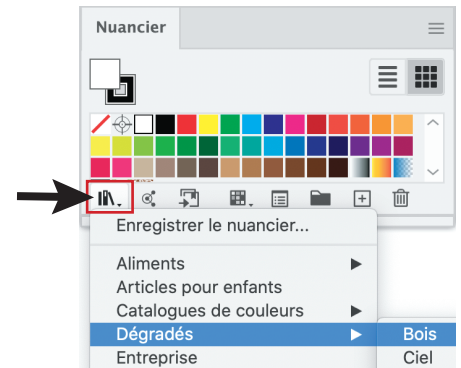 Nuancier
Enregistrer le nuancier...
Aliments
Articles pour enfants
Catalogues de couleurs
Dégradés
Bois
Entreprise
Ciel